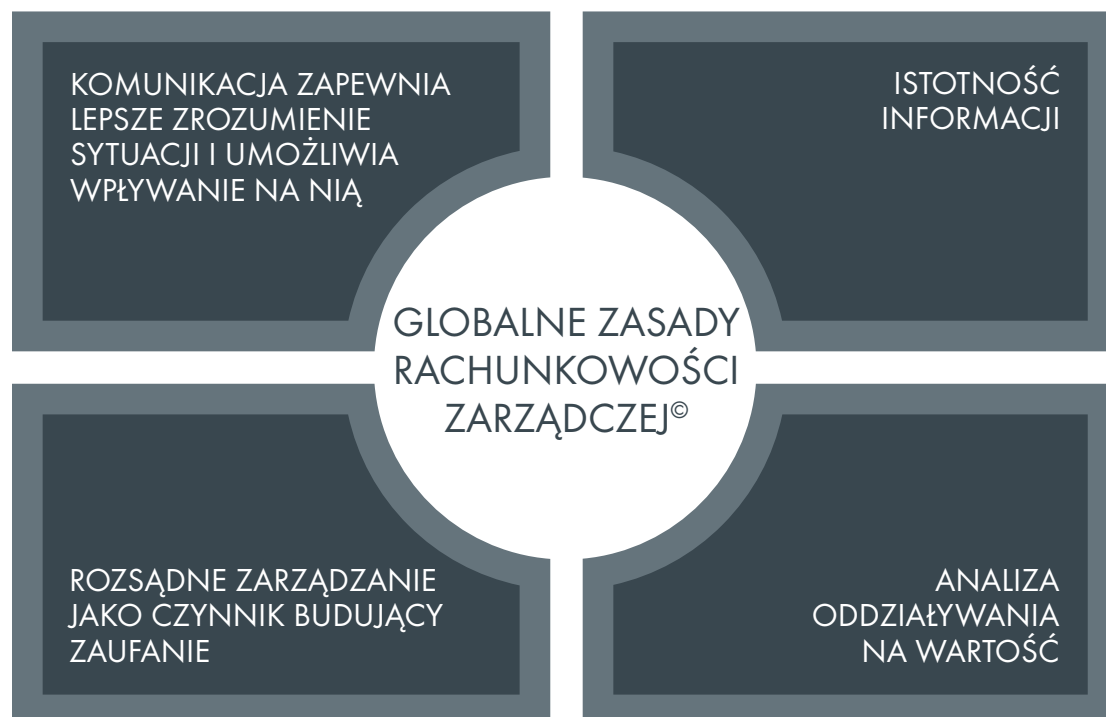 KOMUNIKACJA ZAPEWNIA
LEPSZE ZROZUMIENIE
SYTUACJI I UMOŻLIWIA
WPŁYWANIE NA NIĄ
ISTOTNOŚĆ
INFORMACJI
GLOBALNE ZASADY
RACHUNKOWOŚCI
ZARZĄDCZEJ©
ROZSĄDNE ZARZĄDZANIE
JAKO CZYNNIK BUDUJĄCY
ZAUFANIE
ANALIZA
ODDZIAŁYWANIA
NA WARTOŚĆ